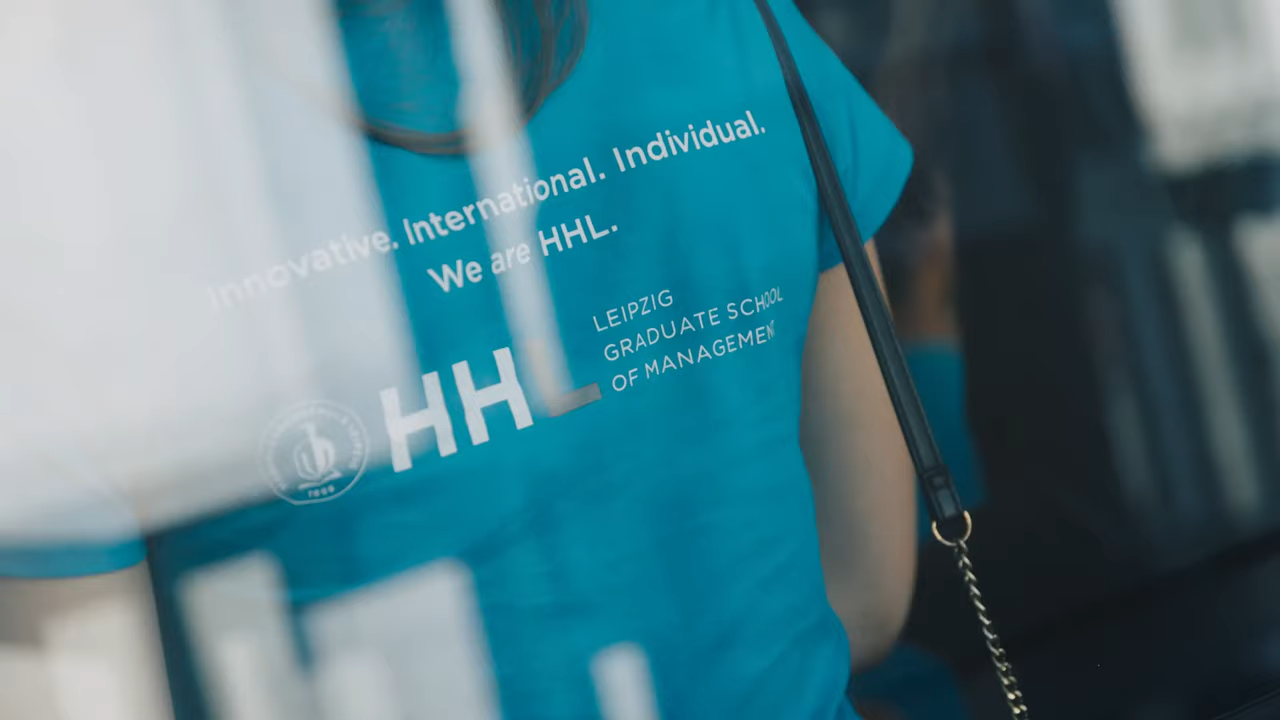 Innovative. International. Individual.
We are HHL.
HHL
LEIPZIG
GRADUATE SCHOOL
OF MANAGEMENT